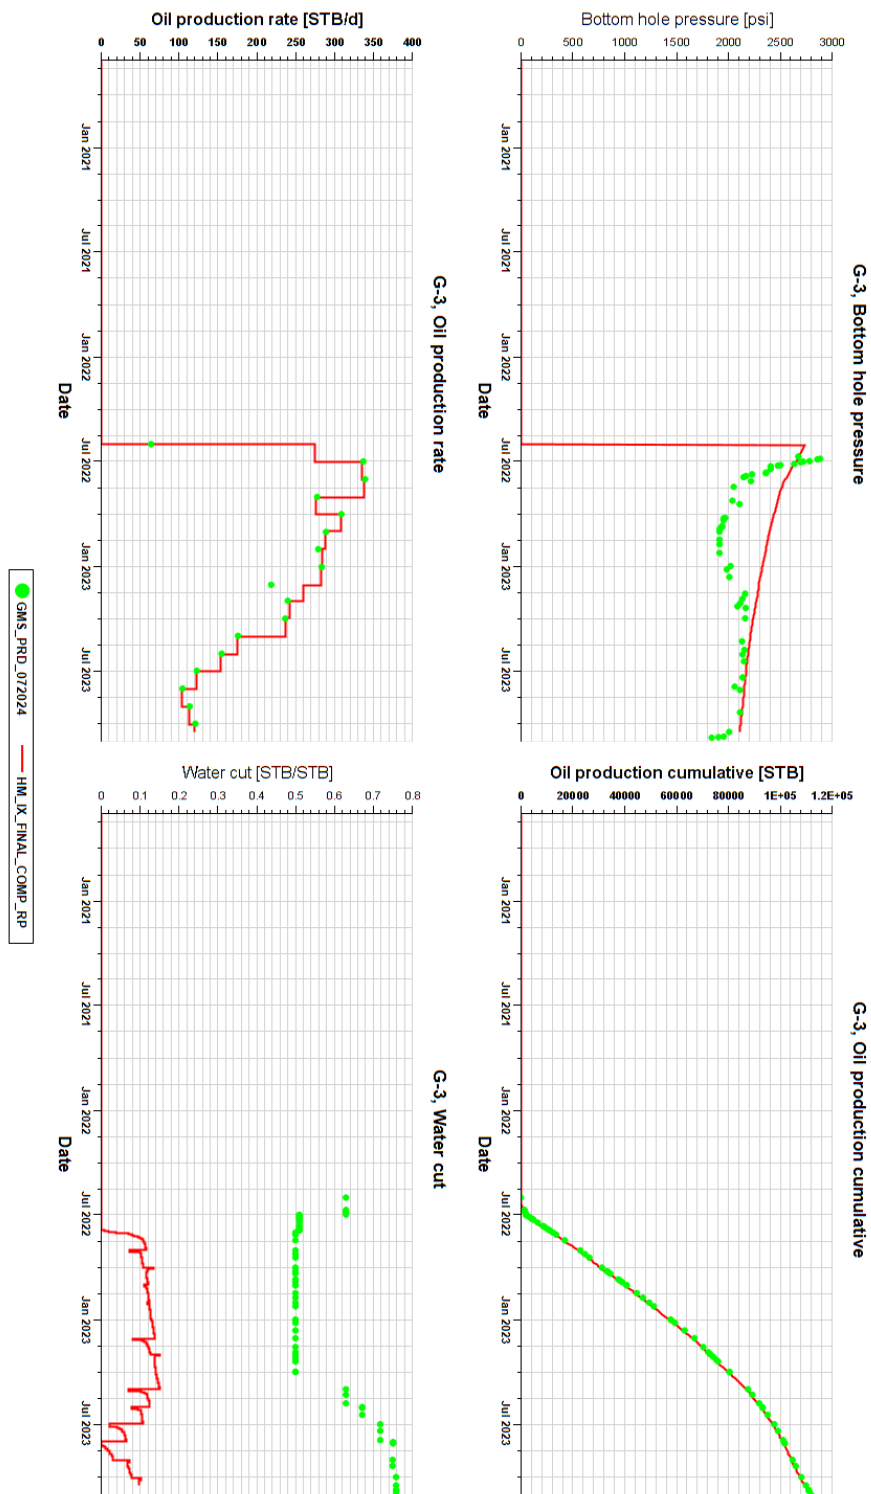 G-3, Bottom hole pressure
Bottom hole pressure [psi]
3000
2500
2000
1500
1000
500
0
Jan 2021
Jul 2021
Jan 2022
Jul 2022
Jan 2023
Jul 2023
Date
G-3, Oil production cumulative
Oil production cumulative [STB]
1.2E+05
1E+05
80000
60000
40000
20000
0
Jan 2021
Jul 2021
Jan 2022
Jul 2022
Jan 2023
Jul 2023
Date
G-3, Oil production rate
Oil production rate [STB/d]
400
350
300
250
200
150
100
50
0
Jan 2021
Jul 2021
Jan 2022
Jul 2022
Jan 2023
Jul 2023
Date
G-3, Water cut
Water cut [STB/STB]
0.8
0.7
0.6
0.5
0.4
0.3
0.2
0.1
0
Jan 2021
Jul 2021
Jan 2022
Jul 2022
Jan 2023
Jul 2023
Date
GMS_PRD_072024 HM_IX_FINAL_COMP_RP